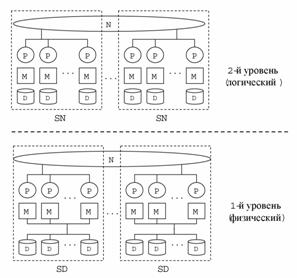 N
P P P P P P
M M ... M ... M M ... M
D D D D D D
SN SN
2-й уровень
(логический )
N
P P P P P P
M M M ... M M M
D D ... D D D ... D
SD SD
1-й уровень
(физический)